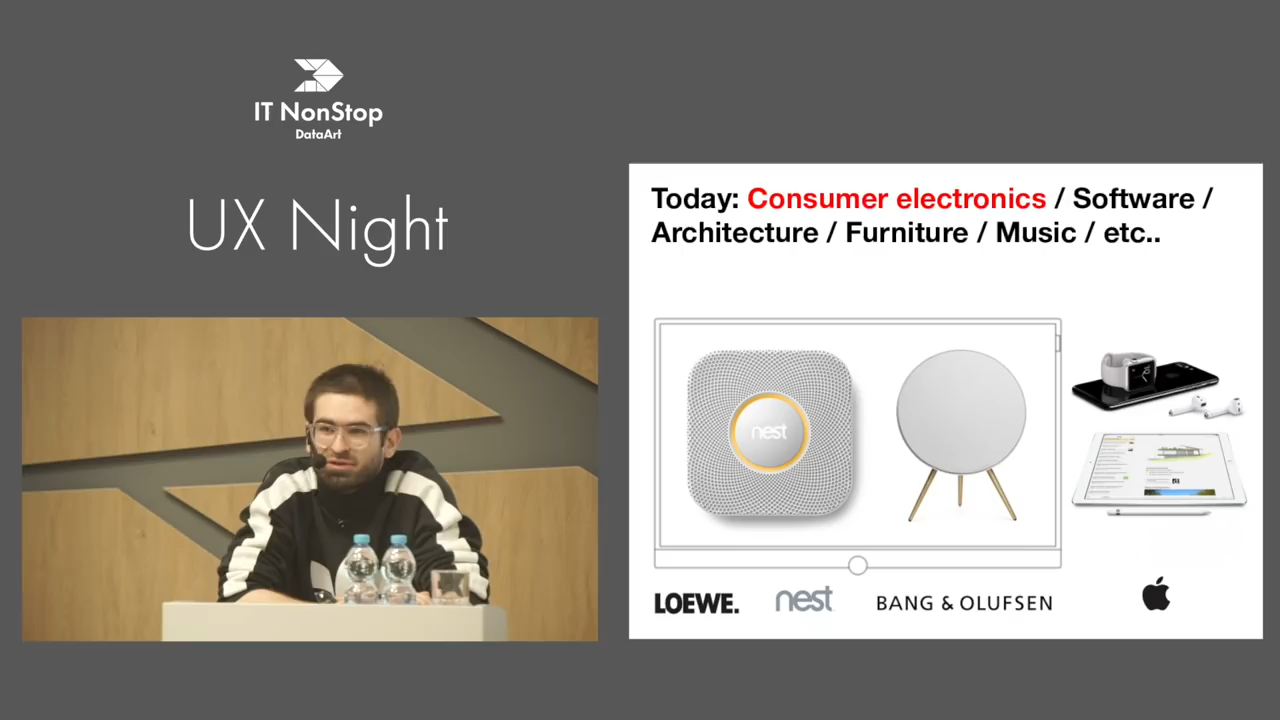 IT NonStop
DataArt
UX Night
Today: Consumer electronics / Software /
Architecture / Furniture / Music / etc..
nest
LOEWE.
nest
BANG & OLUFSEN